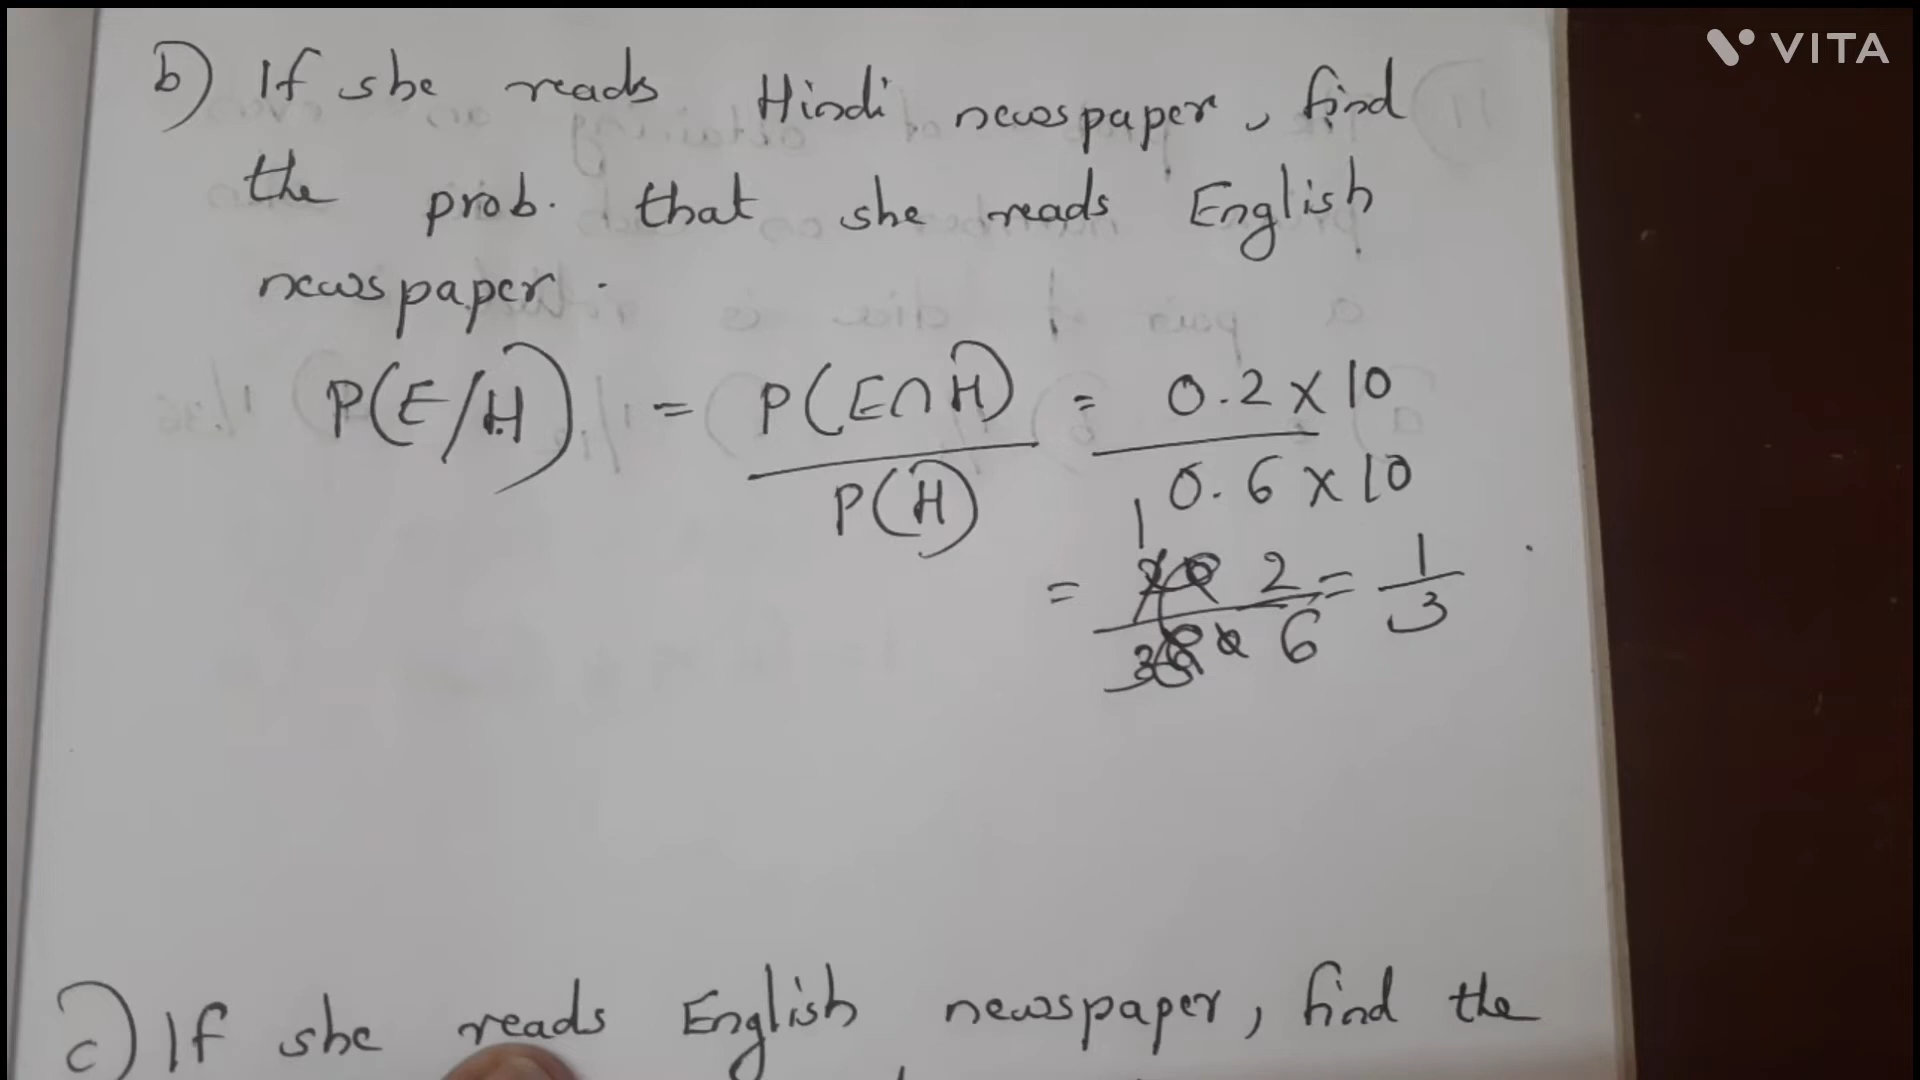 VITA
b) If she reads Hindi newspaper, find
the prob. that she reads English
newspaper.
P(E/H) = P(E∩H) / P(H) = 0.2 x 10 / 0.6 x 10
= 2/6 = 1/3
c) If she reads English newspaper, find the